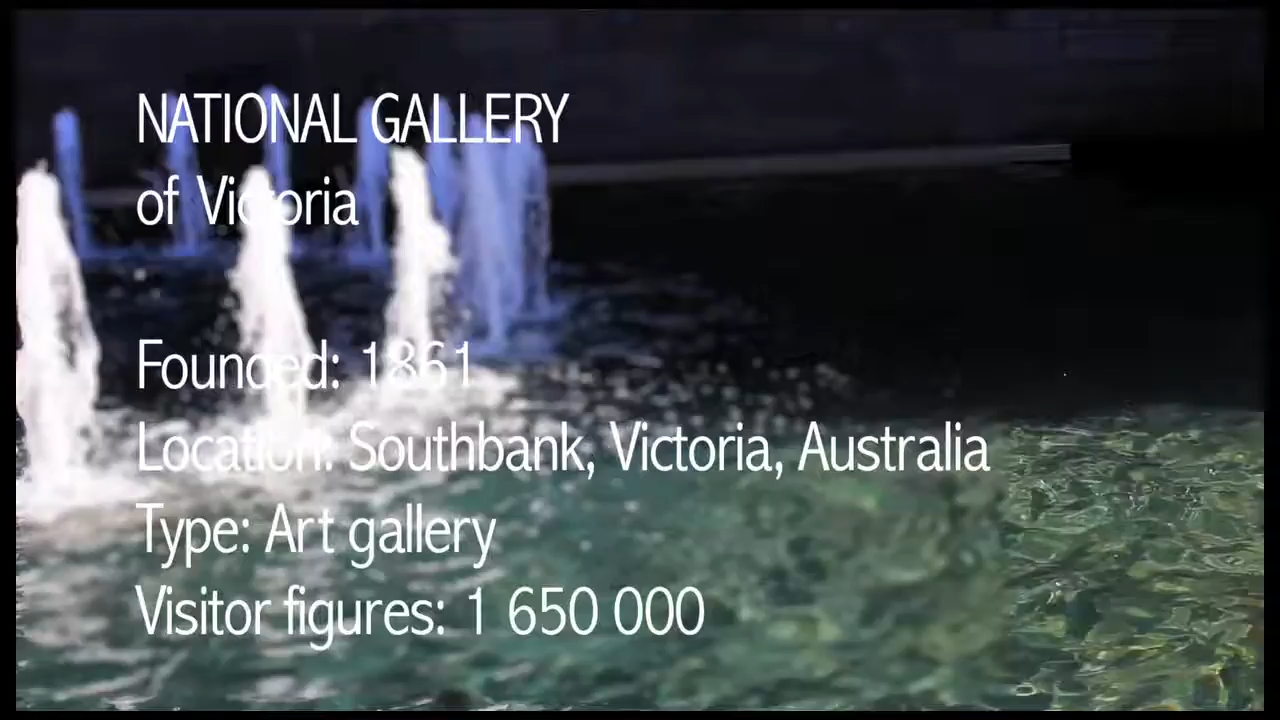 NATIONAL GALLERY
of Victoria
Founded: 1861
Location: Southbank, Victoria, Australia
Type: Art gallery
Visitor figures: 1 650 000